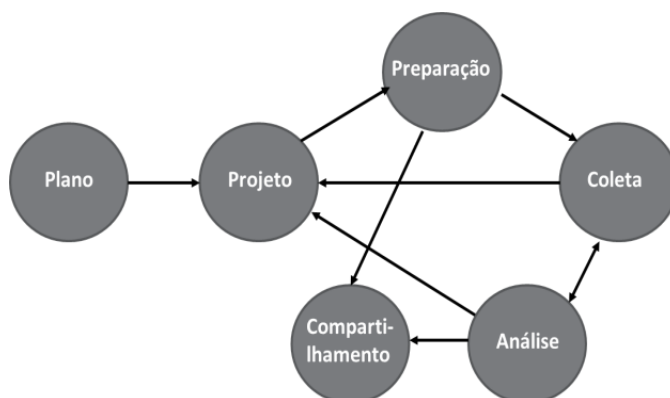 Preparação
Plano
Projeto
Coleta
Comparti-
lhamento
Análise